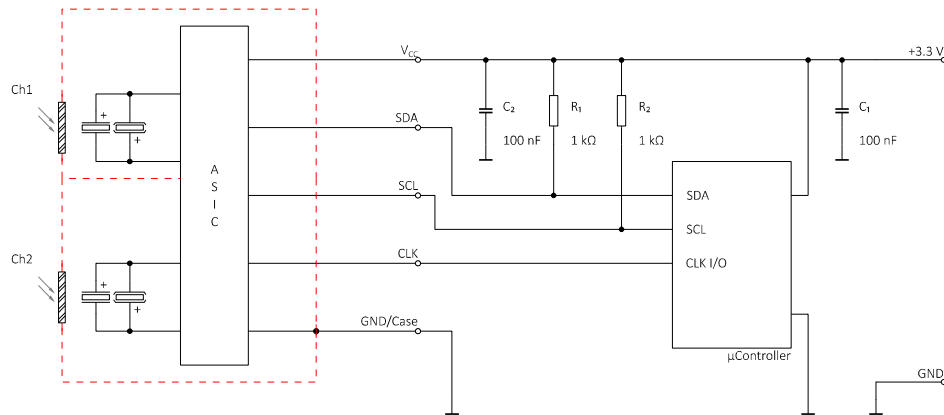 Ch1
Ch2
+
+
+
+
A
S
I
C
V_CC
SDA
SCL
CLK
GND/Case
C₂
100 nF
R₁
1 kΩ
R₂
1 kΩ
+3.3 V
C₁
100 nF
SDA
SCL
CLK I/O
µController
GND